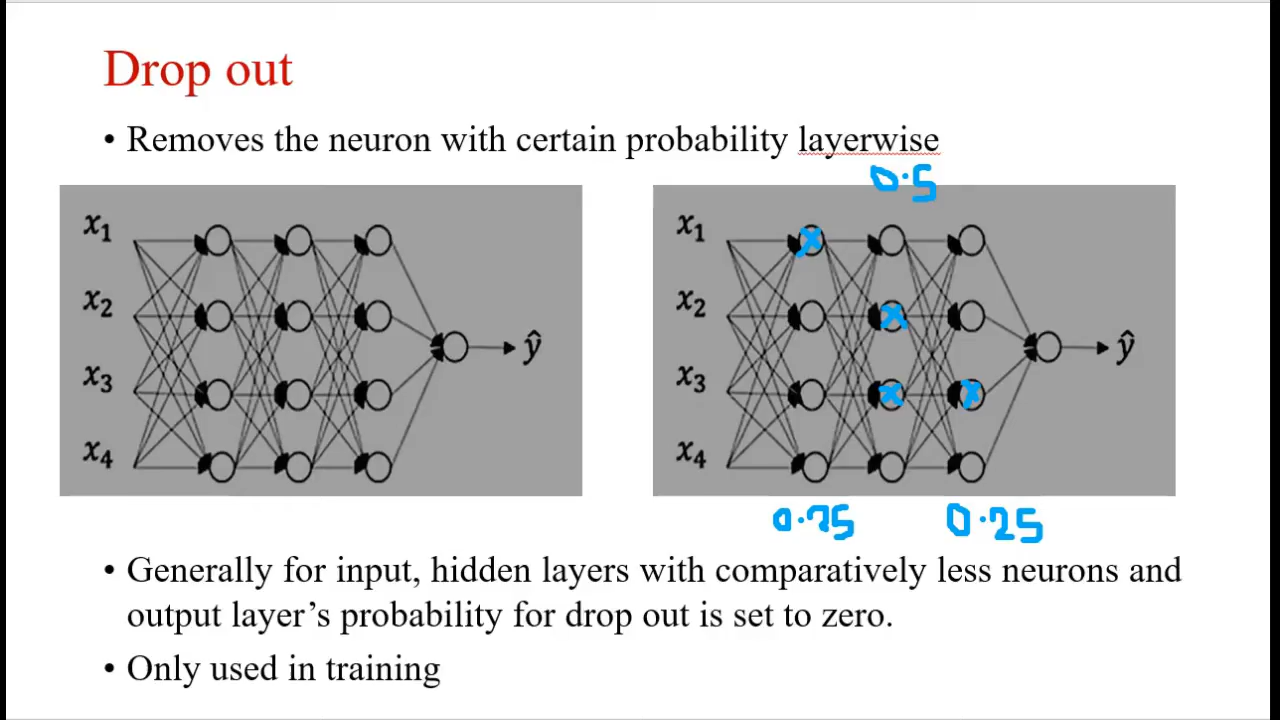 Drop out
• Removes the neuron with certain probability layerwise
0.5
x₁ x₁
x₂ x₂
ŷ ŷ
x₃ x₃
x₄ x₄
0.75 0.25
• Generally for input, hidden layers with comparatively less neurons and
output layer’s probability for drop out is set to zero.
• Only used in training